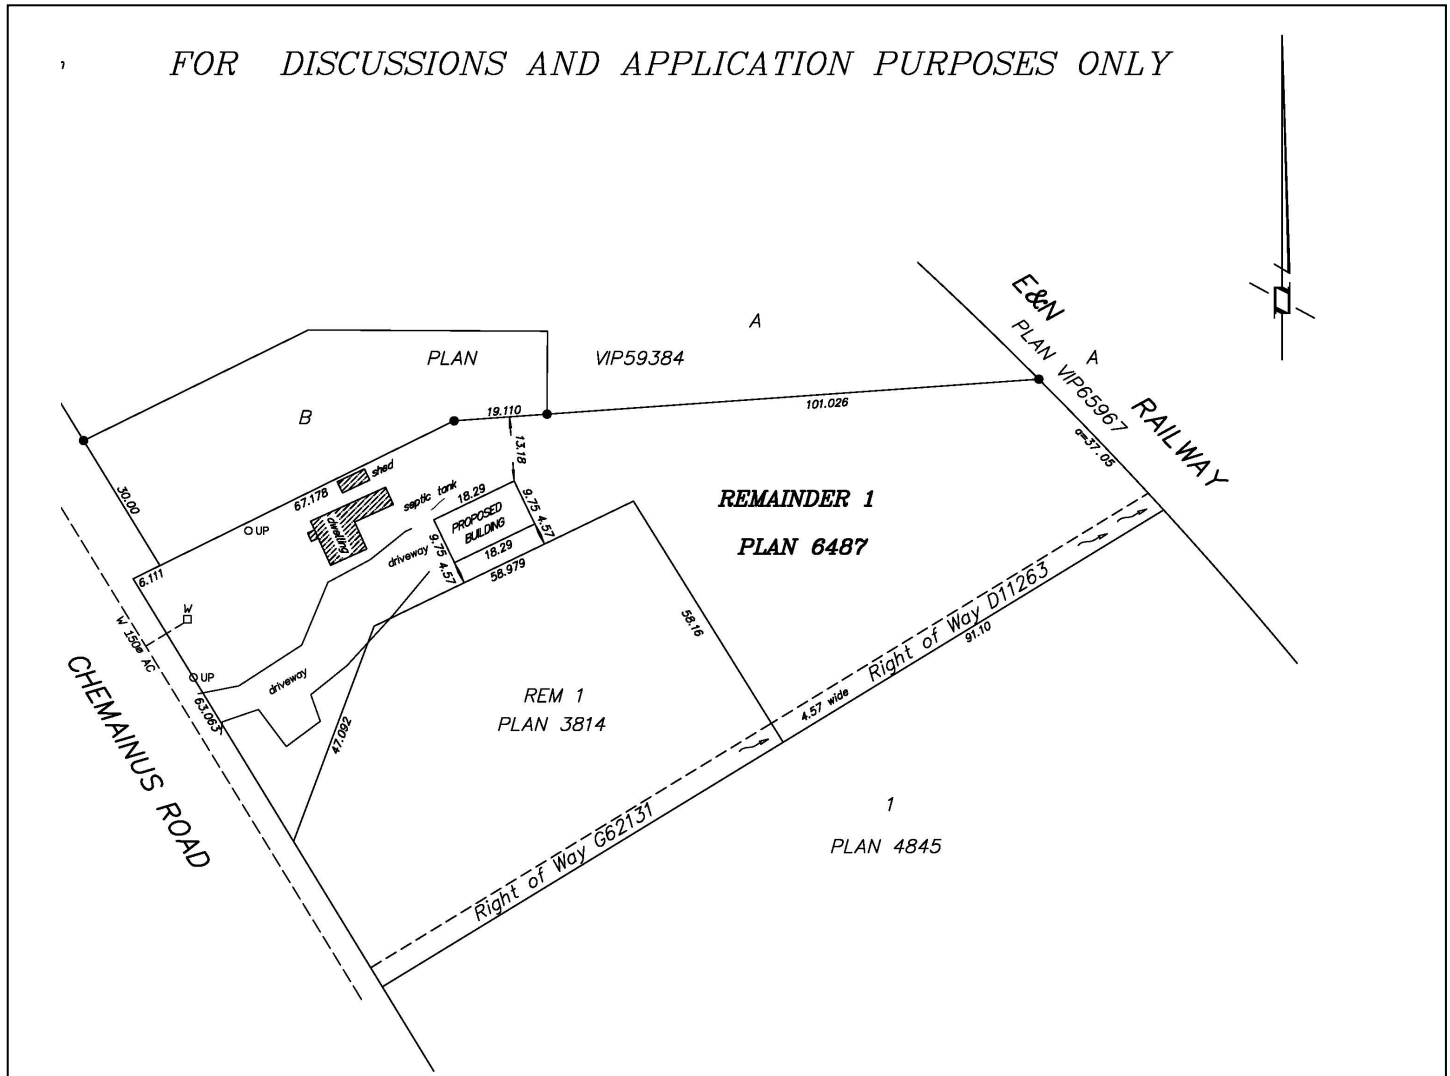 FOR DISCUSSIONS AND APPLICATION PURPOSES ONLY
E&N
A
PLAN VIP65967
A
RAILWAY
PLAN VIP59384
B
19.110
101.026
a=37.05
13.18
30.00
shed
67.178
septic tank
18.29
9.75 4.57
REMAINDER 1
PLAN 6487
UP
dwelling
PROPOSED
BUILDING
driveway
9.75 4.57
18.29
58.979
6.111
W
W 150ø AC
58.16
Right of Way D11263
91.10
CHEMAINUS ROAD
UP
driveway
63.063
REM 1
PLAN 3814
4.57 wide
47.092
Right of Way G62131
1
PLAN 4845